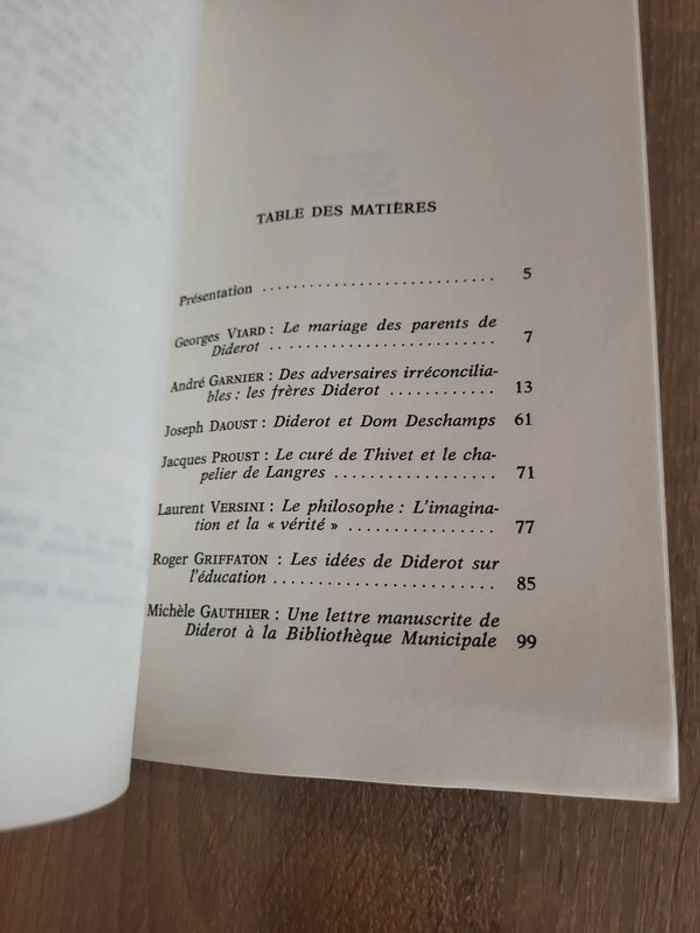 TABLE DES MATIÈRES
Présentation ........................... 5
Georges VIARD : Le mariage des parents de
Diderot ......................... 7
André GARNIER : Des adversaires irréconcilia-
bles : les frères Diderot ............ 13
Joseph DAOUST : Diderot et Dom Deschamps 61
Jacques PROUST : Le curé de Thivet et le cha-
pelier de Langres .................. 71
Laurent VERSINI : Le philosophe : L'imagina-
tion et la « vérité » ................. 77
Roger GRIFFATON : Les idées de Diderot sur
l'éducation ......................... 85
Michèle GAUTHIER : Une lettre manuscrite de
Diderot à la Bibliothèque Municipale 99